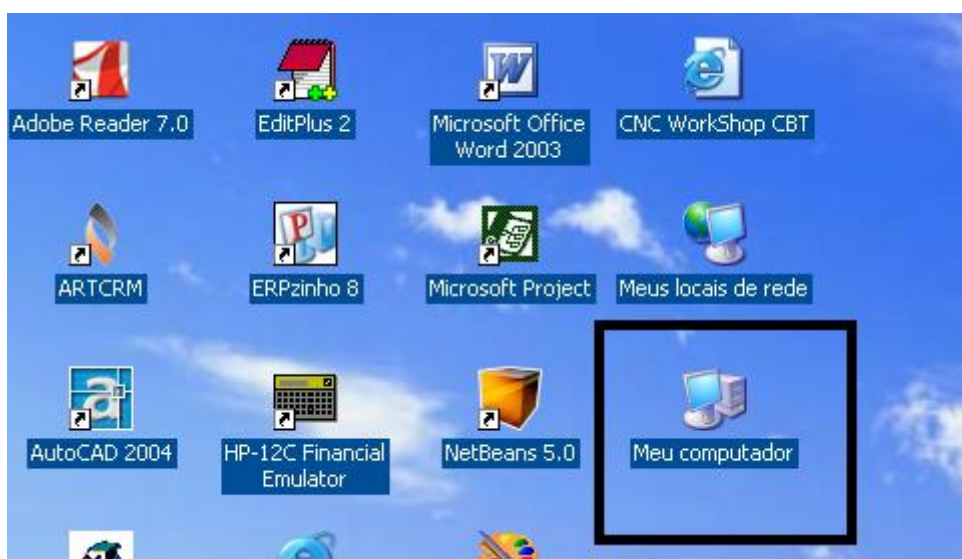 Adobe Reader 7.0
EditPlus 2
Microsoft Office
Word 2003
CNC WorkShop CBT
ARTCRM
ERPzinho 8
Microsoft Project
Meus locais de rede
AutoCAD 2004
HP-12C Financial
Emulator
NetBeans 5.0
Meu computador